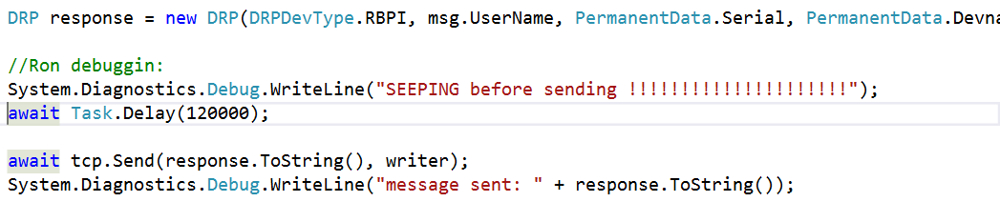 DRP response = new DRP(DRPDevType.RBPI, msg.UserName, PermanentData.Serial, PermanentData.Devna
//Ron debuggin:
System.Diagnostics.Debug.WriteLine("SEEPING before sending !!!!!!!!!!!!!!!!!!!!!");
await Task.Delay(120000);
await tcp.Send(response.ToString(), writer);
System.Diagnostics.Debug.WriteLine("message sent: " + response.ToString());